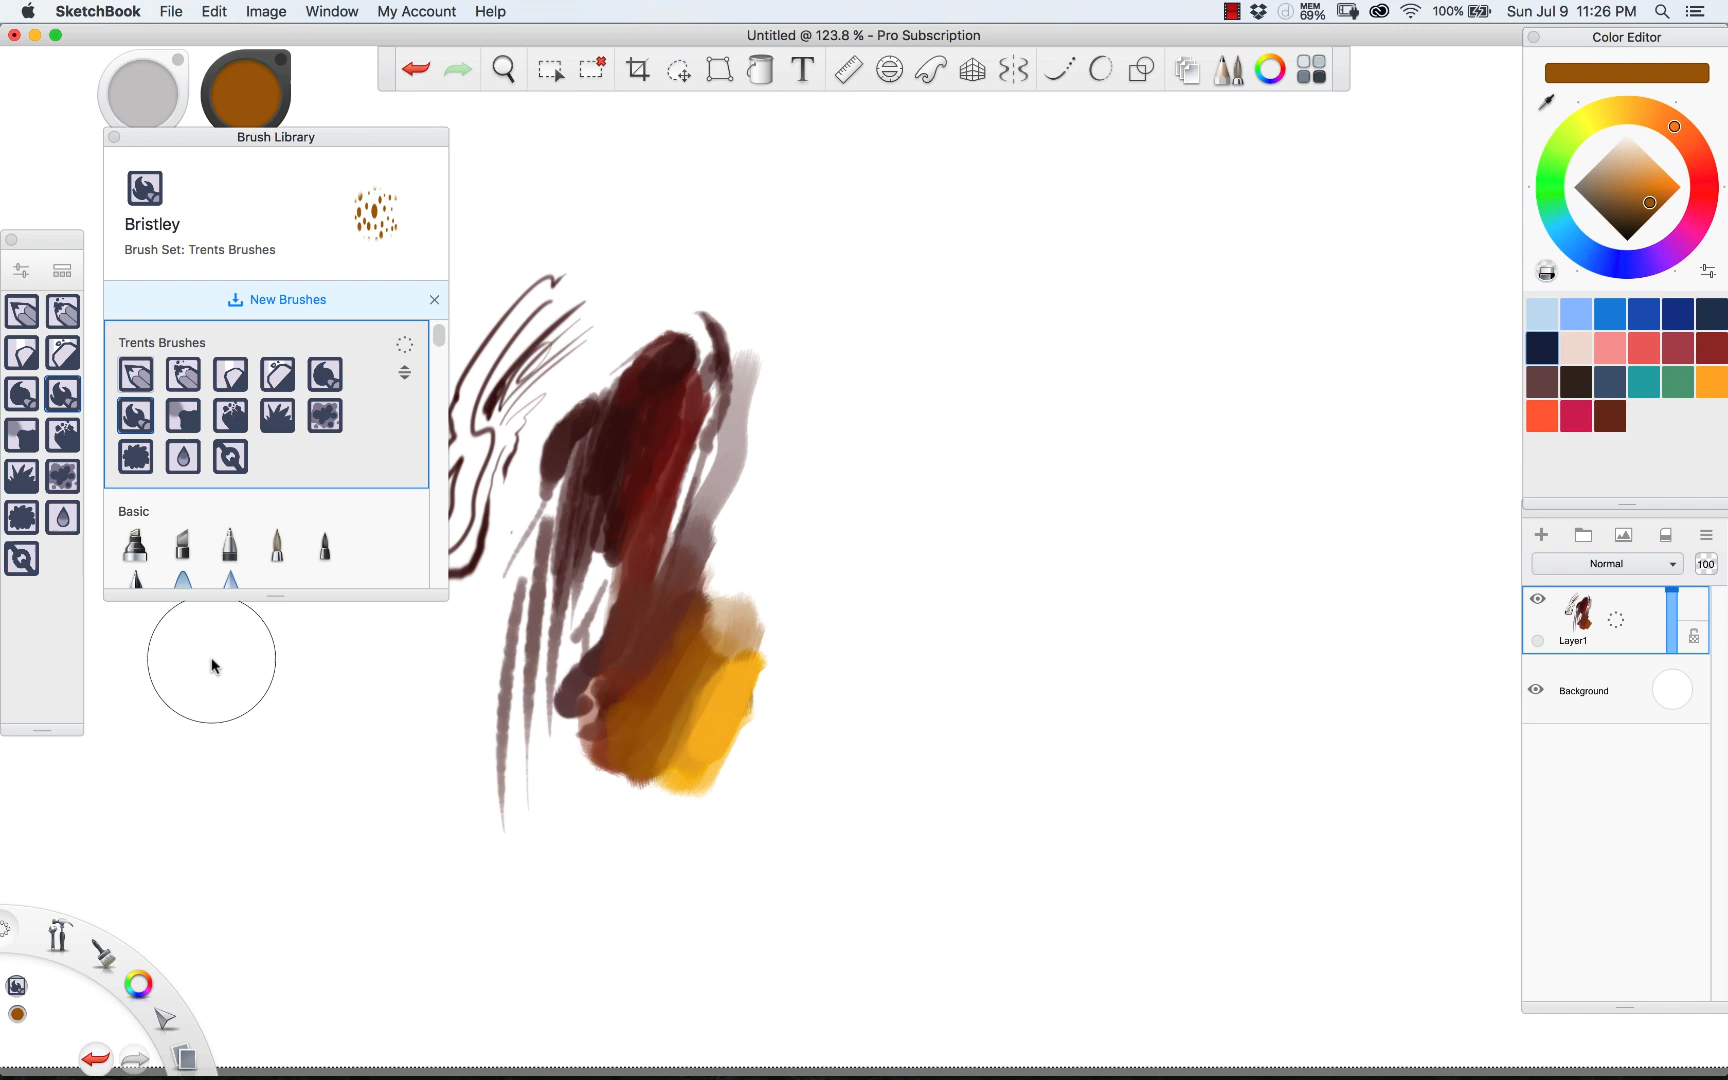 SketchBook File Edit Image Window My Account Help
MEM
69%
100%
Sun Jul 9 11:26 PM
Untitled @ 123.8 % - Pro Subscription
Color Editor
T
Brush Library
Bristley
Brush Set: Trents Brushes
New Brushes
Trents Brushes
Basic
Normal
100
Layer1
Background